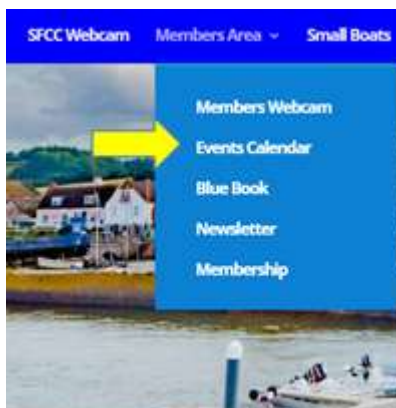 SFCC Webcam Members Area Small Boats
Members Webcam
Events Calendar
Blue Book
Newsletter
Membership